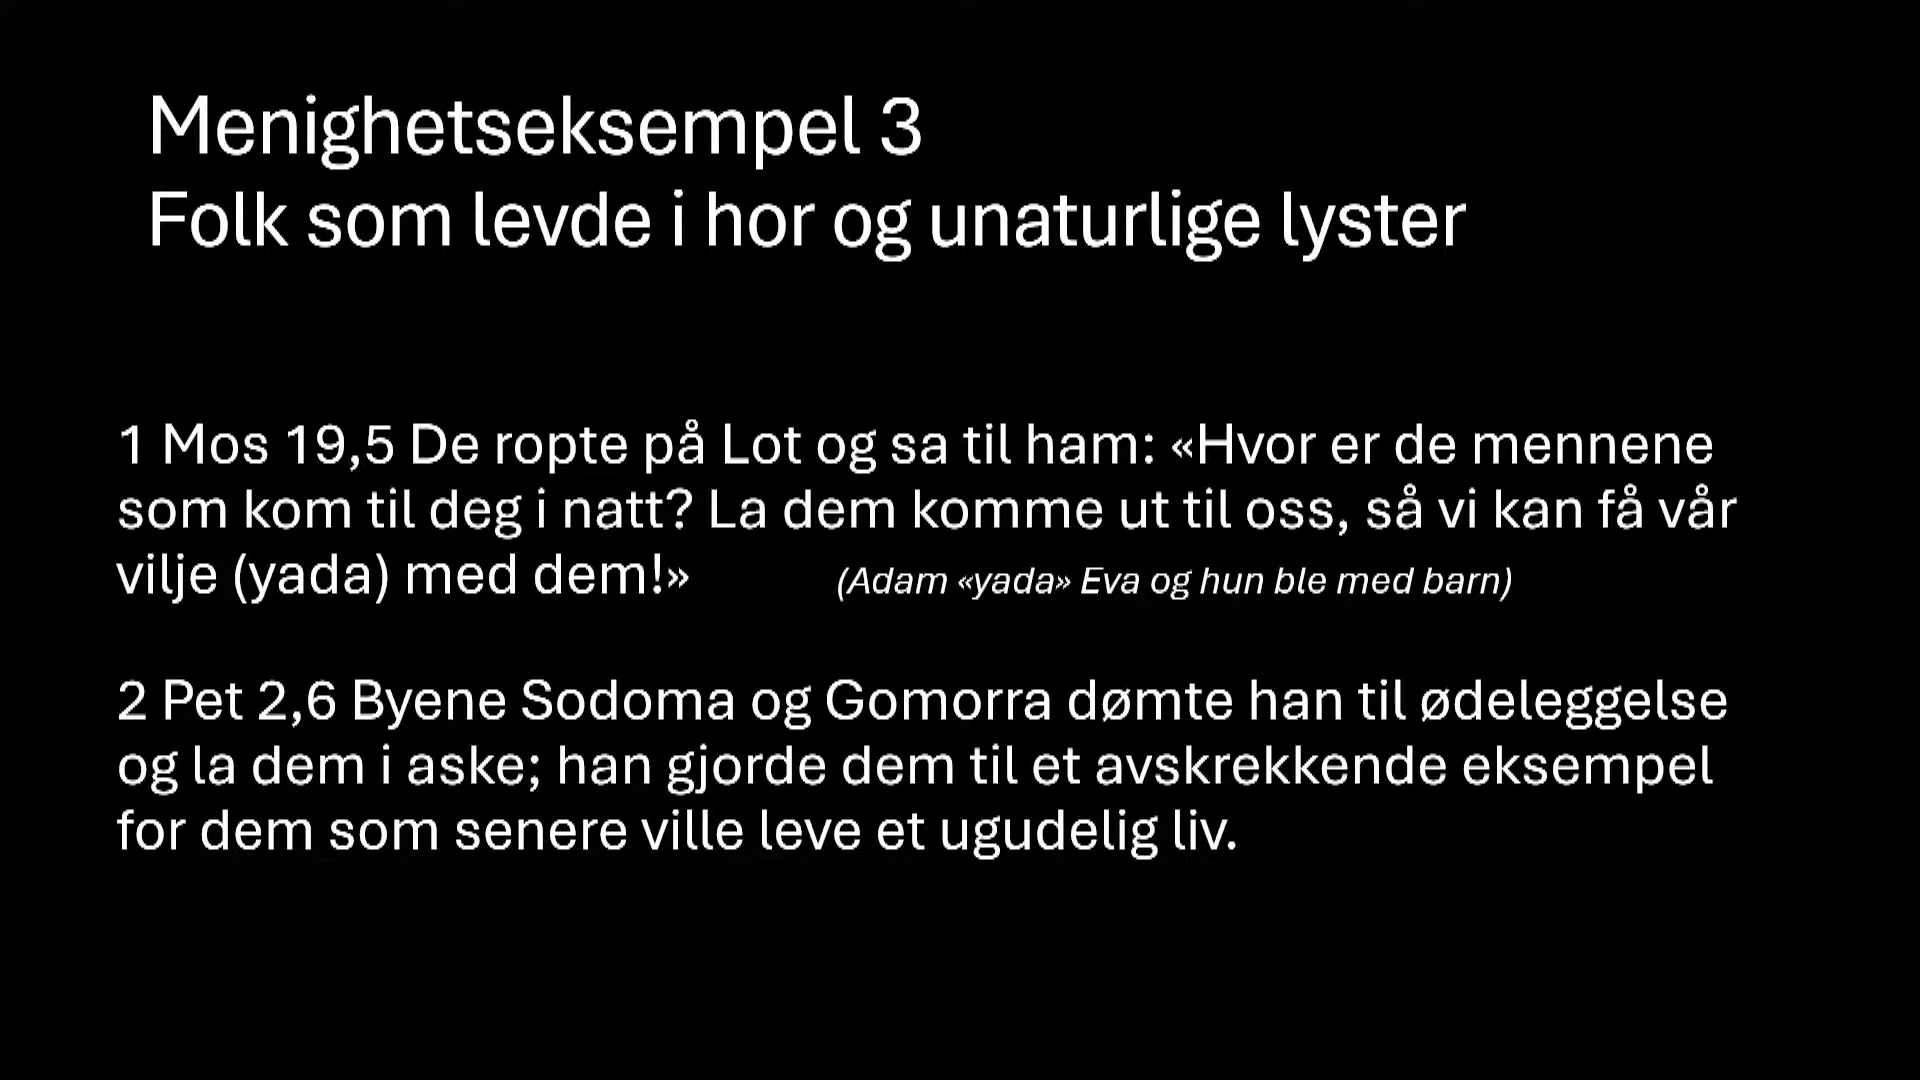 Menighetseksempel 3
Folk som levde i hor og unaturlige lyster
1 Mos 19,5 De ropte på Lot og sa til ham: «Hvor er de mennene
som kom til deg i natt? La dem komme ut til oss, så vi kan få vår
vilje (yada) med dem!» (Adam «yada» Eva og hun ble med barn)
2 Pet 2,6 Byene Sodoma og Gomorra dømte han til ødeleggelse
og la dem i aske; han gjorde dem til et avskrekkende eksempel
for dem som senere ville leve et ugudelig liv.